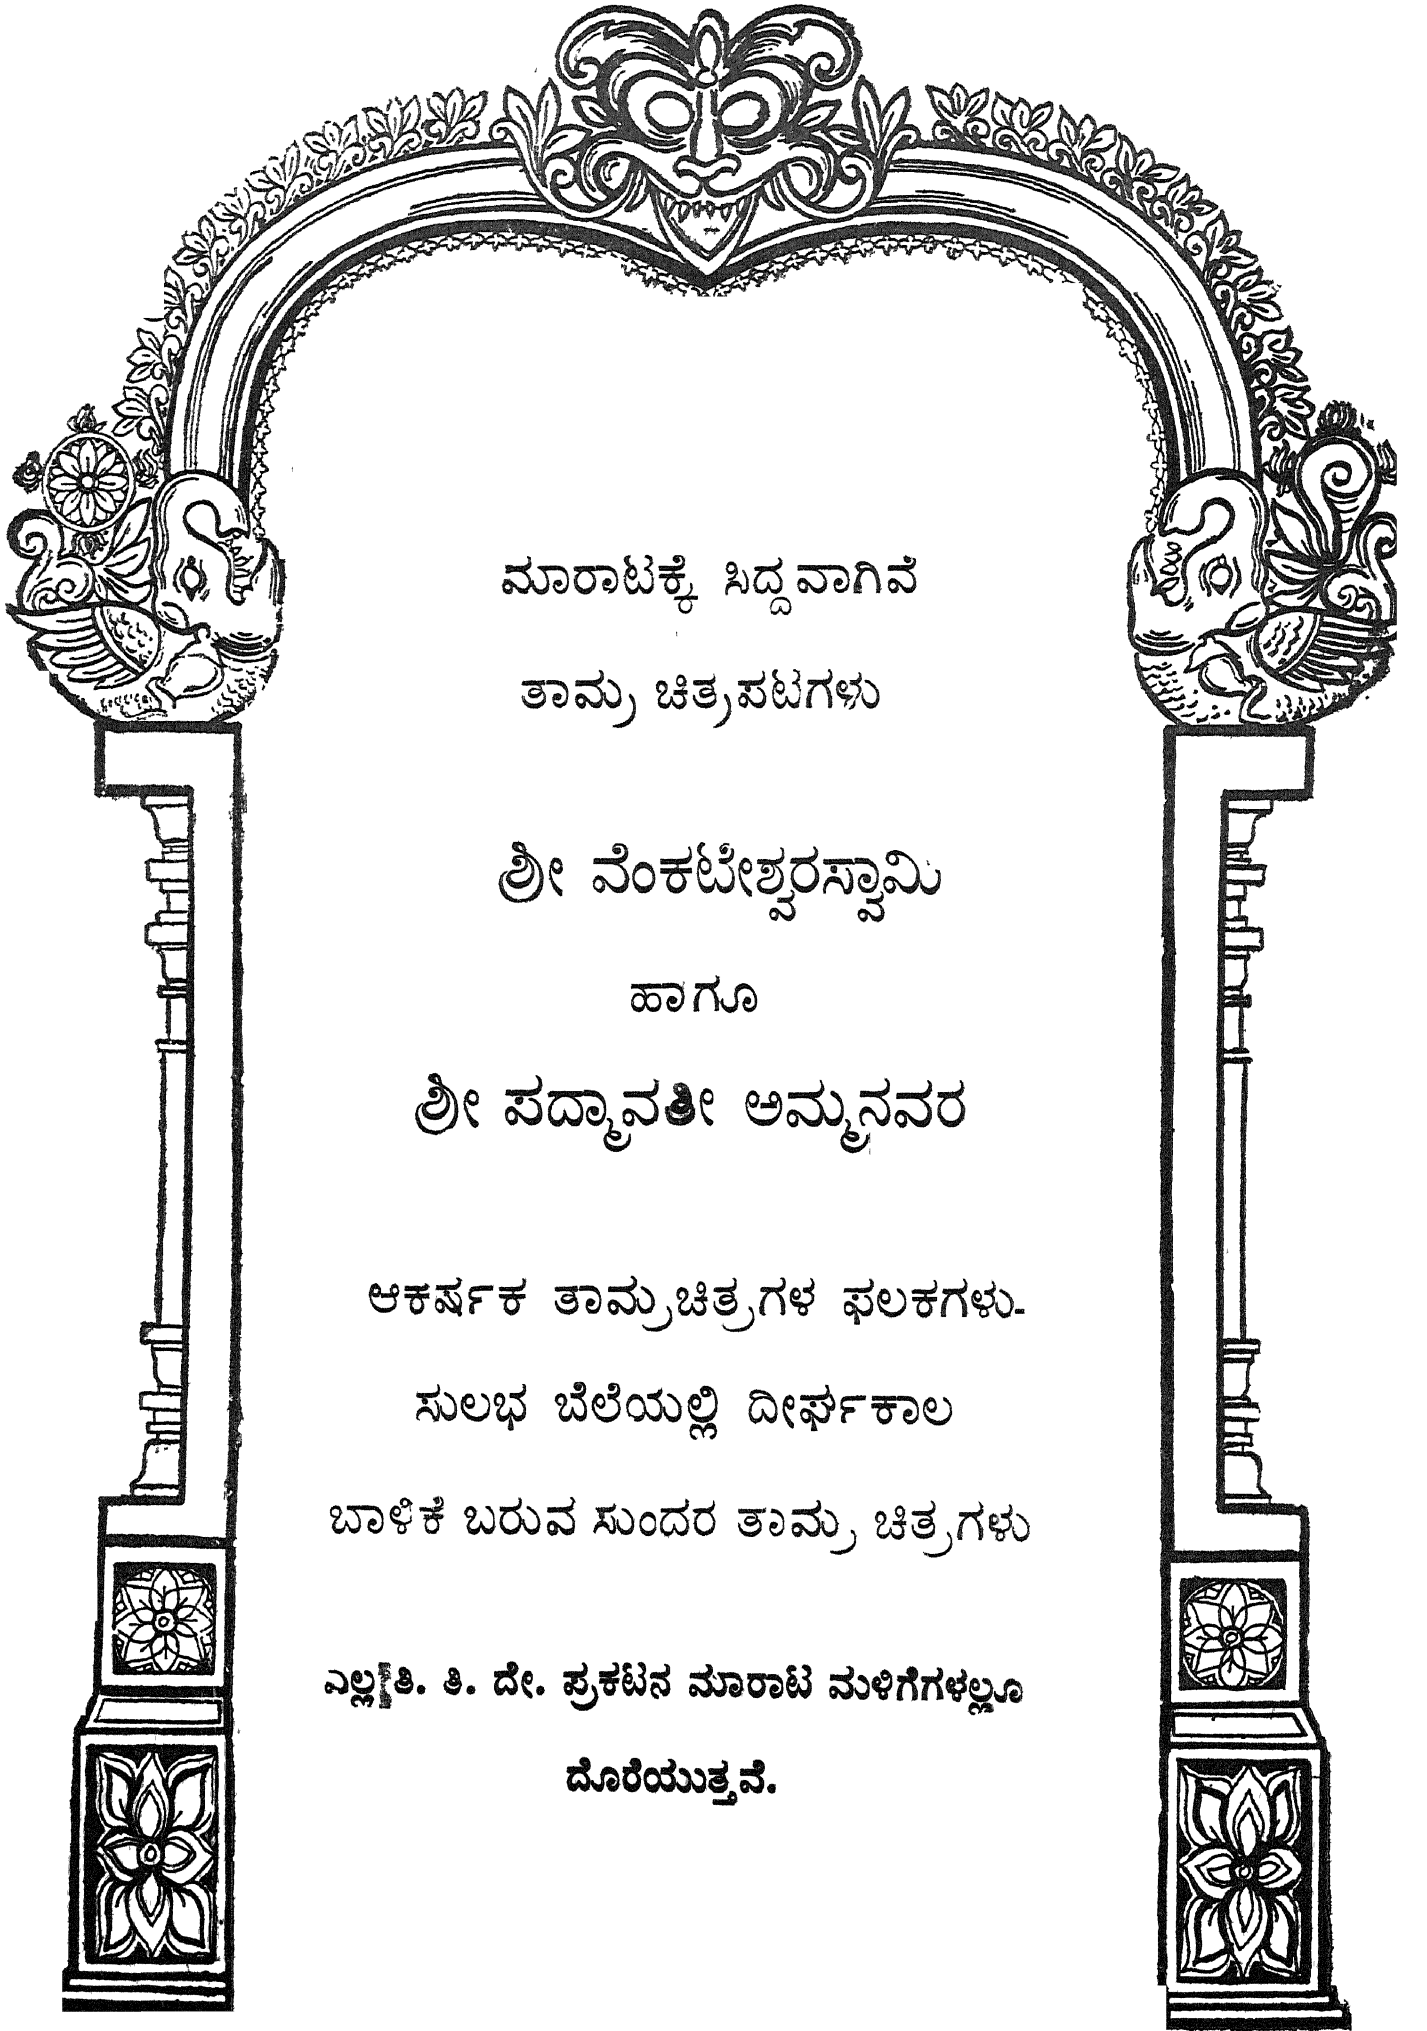 ಮಾರಾಟಕ್ಕೆ ಸಿದ್ದವಾಗಿವೆ
ತಾಮ್ರ ಚಿತ್ರಪಟಗಳು
ಶ್ರೀ ವೆಂಕಟೇಶ್ವರಸ್ವಾಮಿ
ಹಾಗೂ
ಶ್ರೀ ಪದ್ಮಾವತೀ ಅಮ್ಮನವರ
ಆಕರ್ಷಕ ತಾಮ್ರಚಿತ್ರಗಳ ಫಲಕಗಳು-
ಸುಲಭ ಬೆಲೆಯಲ್ಲಿ ದೀರ್ಘಕಾಲ
ಬಾಳಿಕೆ ಬರುವ ಸುಂದರ ತಾಮ್ರ ಚಿತ್ರಗಳು
ಎಲ್ಲ ತಿ. ತಿ. ದೇ. ಪ್ರಕಟನ ಮಾರಾಟ ಮಳಿಗೆಗಳಲ್ಲೂ
ದೊರೆಯುತ್ತವೆ.